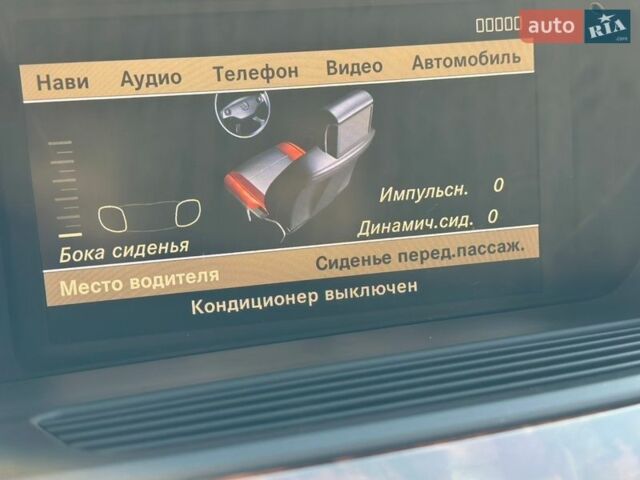 auto RIA
.com
Нави Аудио Телефон Видео Автомобиль
Импульсн. 0
Динамич.сид. 0
Бока сиденья
Место водителя Сиденье перед.пассаж.
Кондиционер выключен